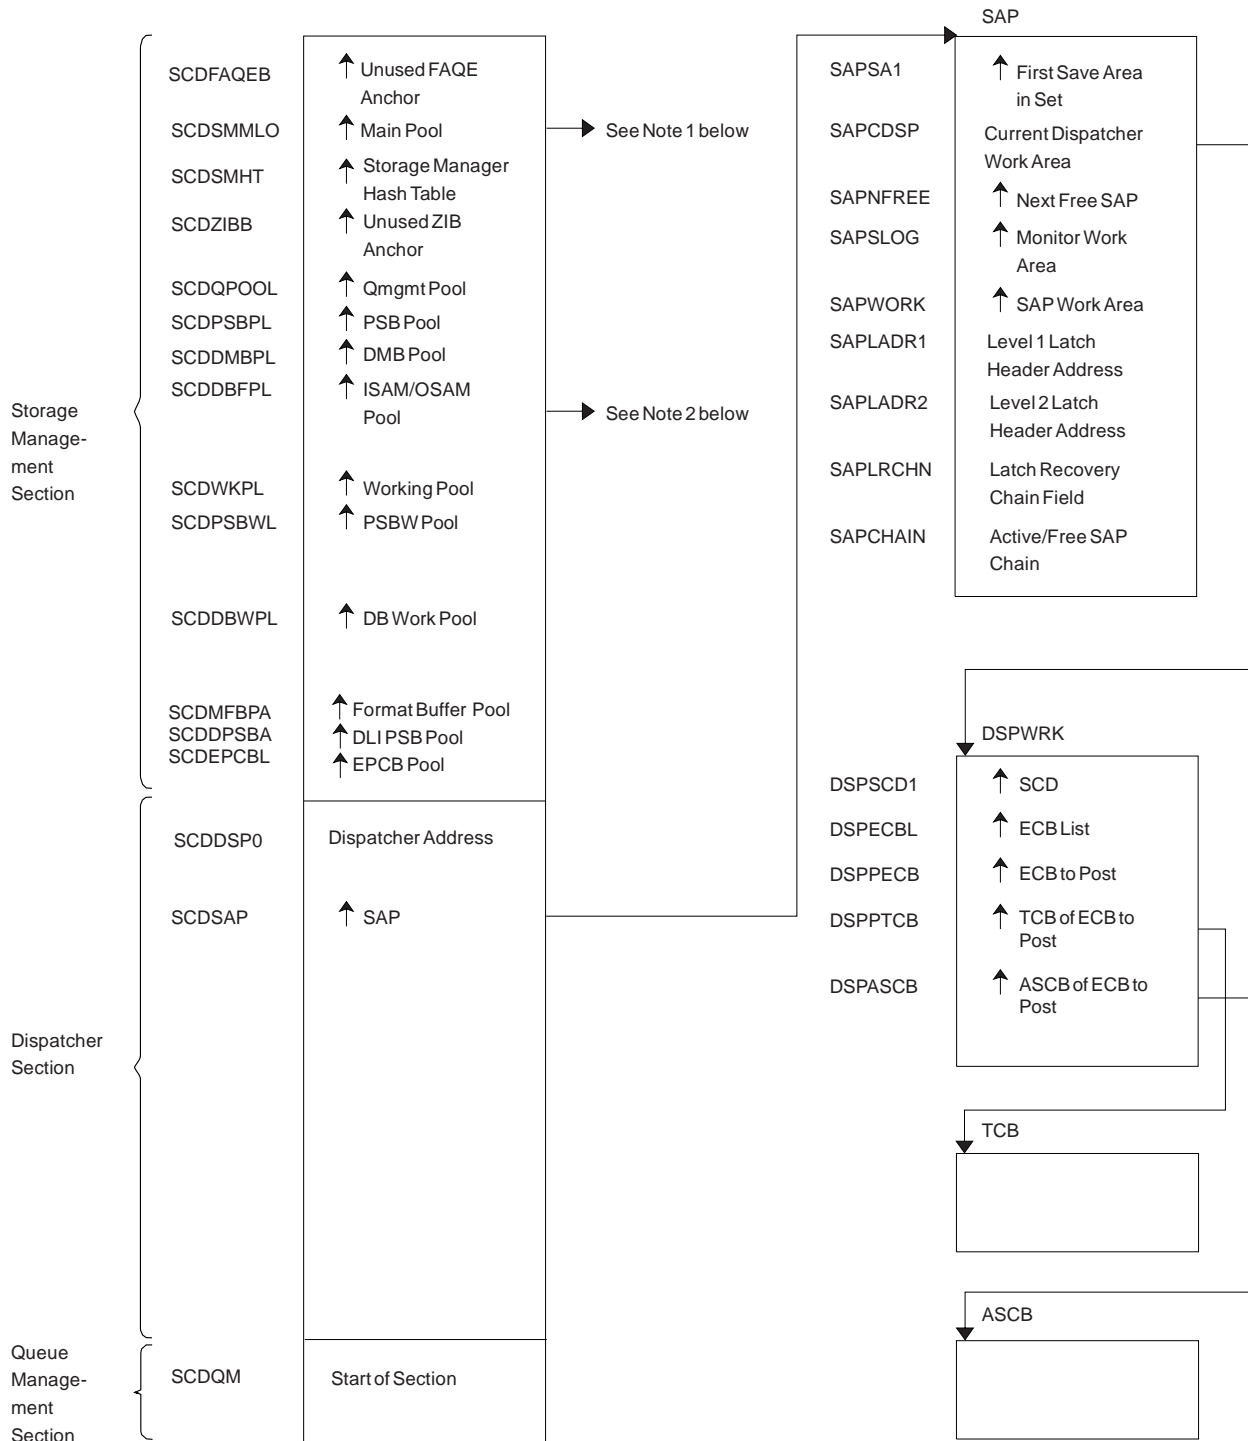 Storage
Manage-
ment
Section
SCDFAQEB
Unused FAQE
Anchor
SCDSMMLO
Main Pool
See Note 1 below
SCDSMHT
Storage Manager
Hash Table
SCDZIBB
Unused ZIB
Anchor
SCDQPOOL
Qmgmt Pool
SCDPSBPL
PSB Pool
SCDDMBPL
DMB Pool
SCDDBFPL
ISAM/OSAM
Pool
See Note 2 below
SCDWKPL
Working Pool
SCDPSBWL
PSBW Pool
SCDDBWPL
DB Work Pool
SCDMFBPA
Format Buffer Pool
SCDDPSBA
DLI PSB Pool
SCDEPCBL
EPCB Pool
Dispatcher
Section
SCDDSP0
Dispatcher Address
SCDSAP
SAP
Queue
Manage-
ment
Section
SCDQM
Start of Section
SAP
SAPSA1
First Save Area
in Set
SAPCDSP
Current Dispatcher
Work Area
SAPNFREE
Next Free SAP
SAPSLOG
Monitor Work
Area
SAPWORK
SAP Work Area
SAPLADR1
Level 1 Latch
Header Address
SAPLADR2
Level 2 Latch
Header Address
SAPLRCHN
Latch Recovery
Chain Field
SAPCHAIN
Active/Free SAP
Chain
DSPWRK
DSPSCD1
SCD
DSPECBL
ECB List
DSPPECB
ECB to Post
DSPPTCB
TCB of ECB to
Post
DSPASCB
ASCB of ECB to
Post
TCB
ASCB